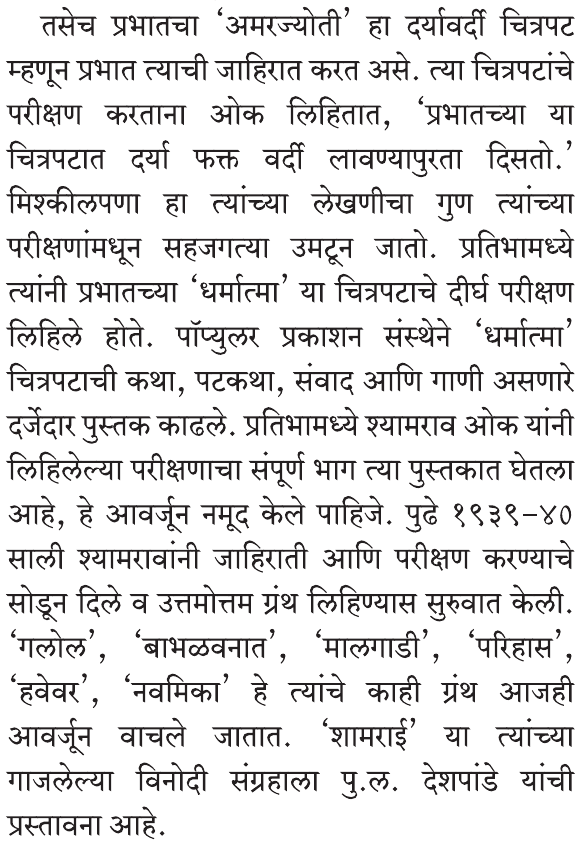 तसेच प्रभातचा ‘अमरज्योती’ हा दर्यावर्दी चित्रपट
म्हणून प्रभात त्याची जाहिरात करत असे. त्या चित्रपटांचे
परीक्षण करताना ओक लिहितात, ‘प्रभातच्या या
चित्रपटात दर्या फक्त वर्दी लावण्यापुरता दिसतो.’
मिश्कीलपणा हा त्यांच्या लेखणीचा गुण त्यांच्या
परीक्षणांमधून सहजगत्या उमटून जातो. प्रतिभामध्ये
त्यांनी प्रभातच्या ‘धर्मात्मा’ या चित्रपटाचे दीर्घ परीक्षण
लिहिले होते. पॉप्युलर प्रकाशन संस्थेने ‘धर्मात्मा’
चित्रपटाची कथा, पटकथा, संवाद आणि गाणी असणारे
दर्जेदार पुस्तक काढले. प्रतिभामध्ये श्यामराव ओक यांनी
लिहिलेल्या परीक्षणाचा संपूर्ण भाग त्या पुस्तकात घेतला
आहे, हे आवर्जून नमूद केले पाहिजे. पुढे १९३९-४०
साली श्यामरावांनी जाहिराती आणि परीक्षण करण्याचे
सोडून दिले व उत्तमोत्तम ग्रंथ लिहिण्यास सुरुवात केली.
‘गलोल’, ‘बाभळवनात’, ‘मालगाडी’, ‘परिहास’,
‘हवेवर’, ‘नवमिका’ हे त्यांचे काही ग्रंथ आजही
आवर्जून वाचले जातात. ‘शामराई’ या त्यांच्या
गाजलेल्या विनोदी संग्रहाला पु.ल. देशपांडे यांची
प्रस्तावना आहे.